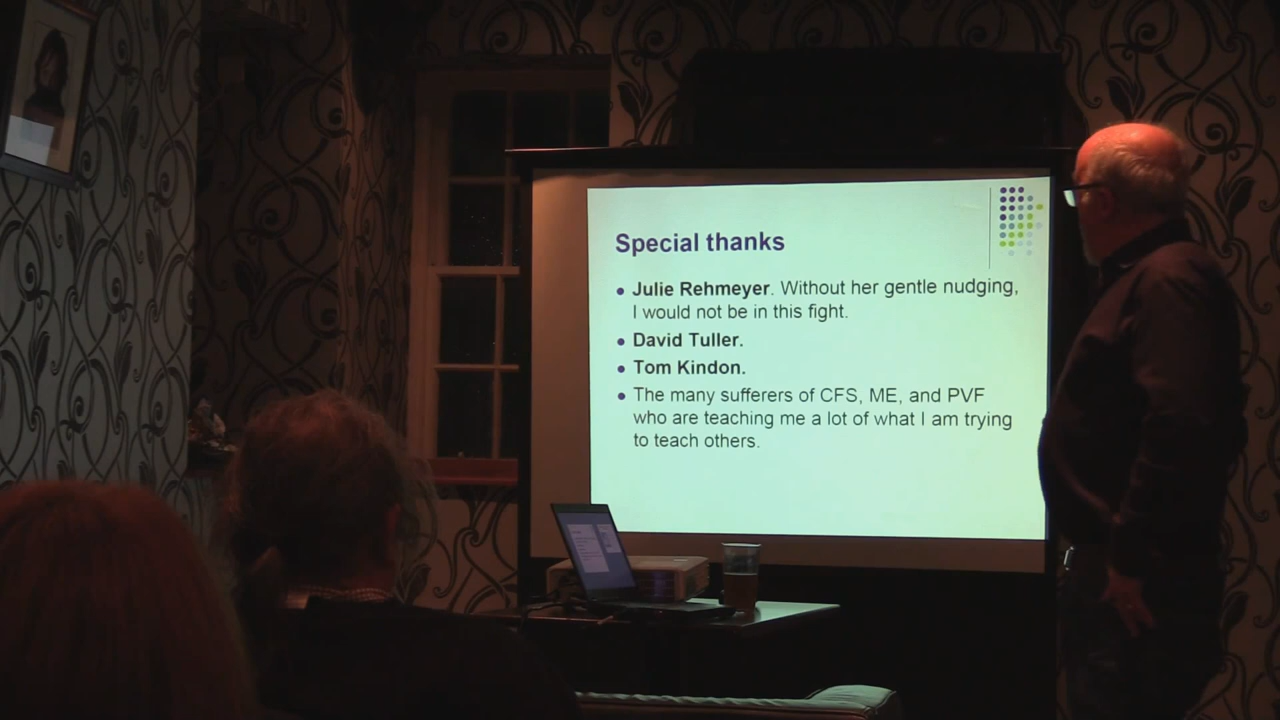 Special thanks
Julie Rehmeyer. Without her gentle nudging,
I would not be in this fight.
David Tuller.
Tom Kindon.
The many sufferers of CFS, ME, and PVF
who are teaching me a lot of what I am trying
to teach others.